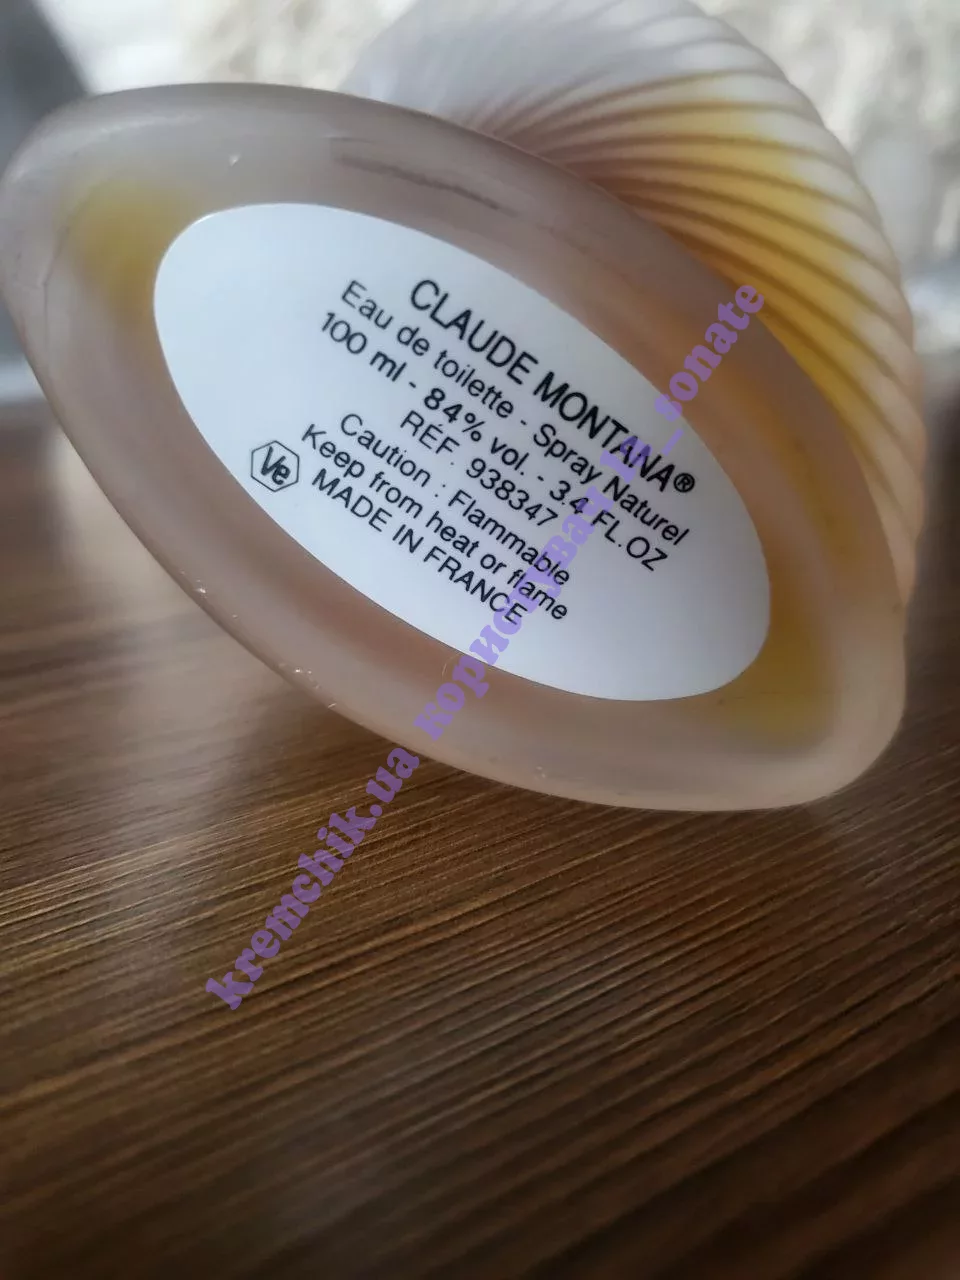 CLAUDE MONTANA®
Eau de toilette - Spray Naturel
100 ml - 84% vol. - 3.4 FL.OZ
RÉF. 938347
Caution : Flammable
Keep from heat or flame
MADE IN FRANCE
Ve
kremchik.ua Користувач